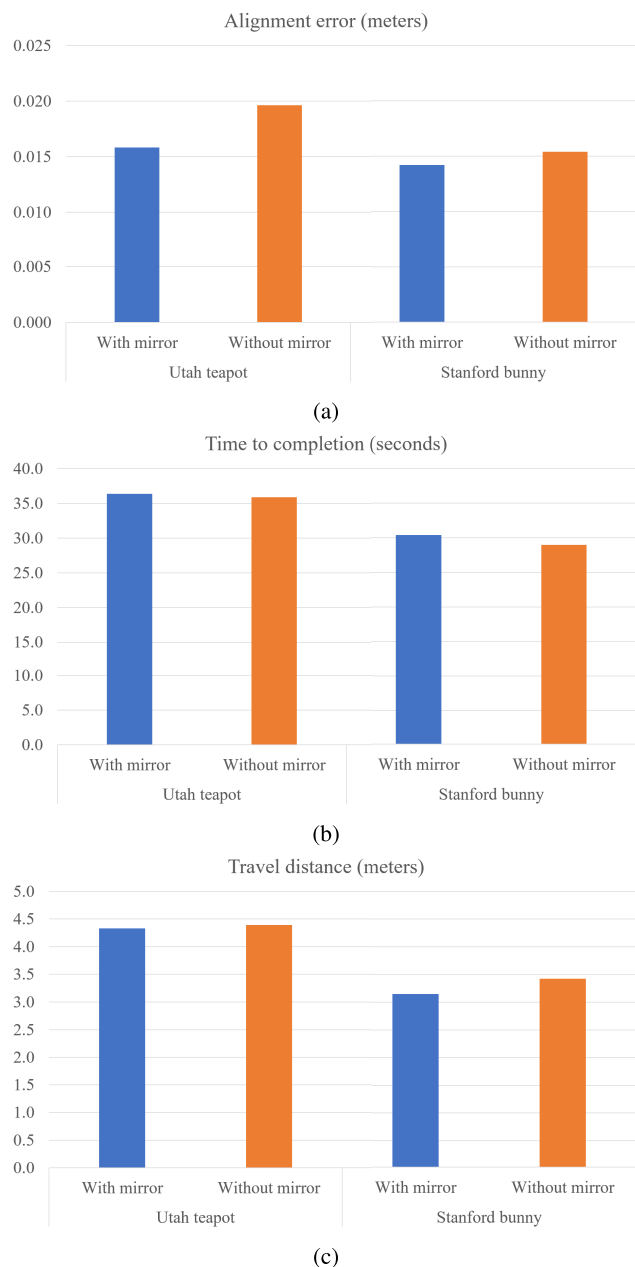 Alignment error (meters)
0.025
0.020
0.015
0.010
0.005
0.000
With mirror Without mirror With mirror Without mirror
Utah teapot Stanford bunny
(a)
Time to completion (seconds)
40.0
35.0
30.0
25.0
20.0
15.0
10.0
5.0
0.0
With mirror Without mirror With mirror Without mirror
Utah teapot Stanford bunny
(b)
Travel distance (meters)
5.0
4.5
4.0
3.5
3.0
2.5
2.0
1.5
1.0
0.5
0.0
With mirror Without mirror With mirror Without mirror
Utah teapot Stanford bunny
(c)